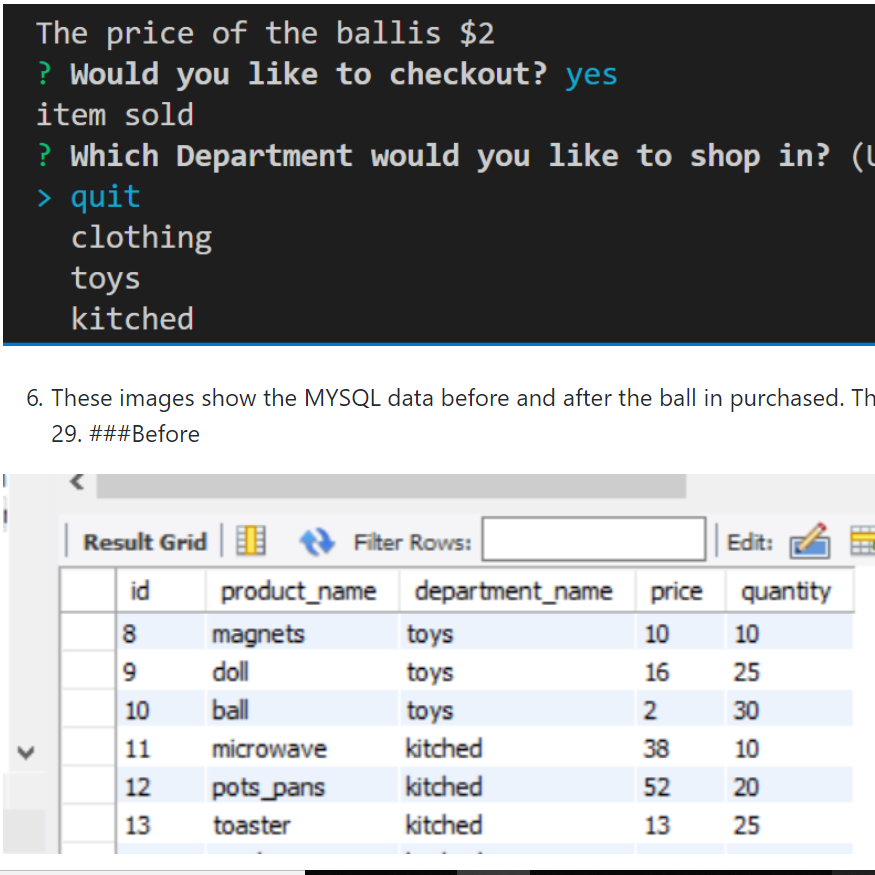 The price of the ballis $2
? Would you like to checkout? yes
item sold
? Which Department would you like to shop in? (
> quit
clothing
toys
kitched
6. These images show the MYSQL data before and after the ball in purchased. Th
29. ###Before
Result Grid Filter Rows: Edit:
id product_name department_name price quantity
8 magnets toys 10 10
9 doll toys 16 25
10 ball toys 2 30
11 microwave kitched 38 10
12 pots_pans kitched 52 20
13 toaster kitched 13 25